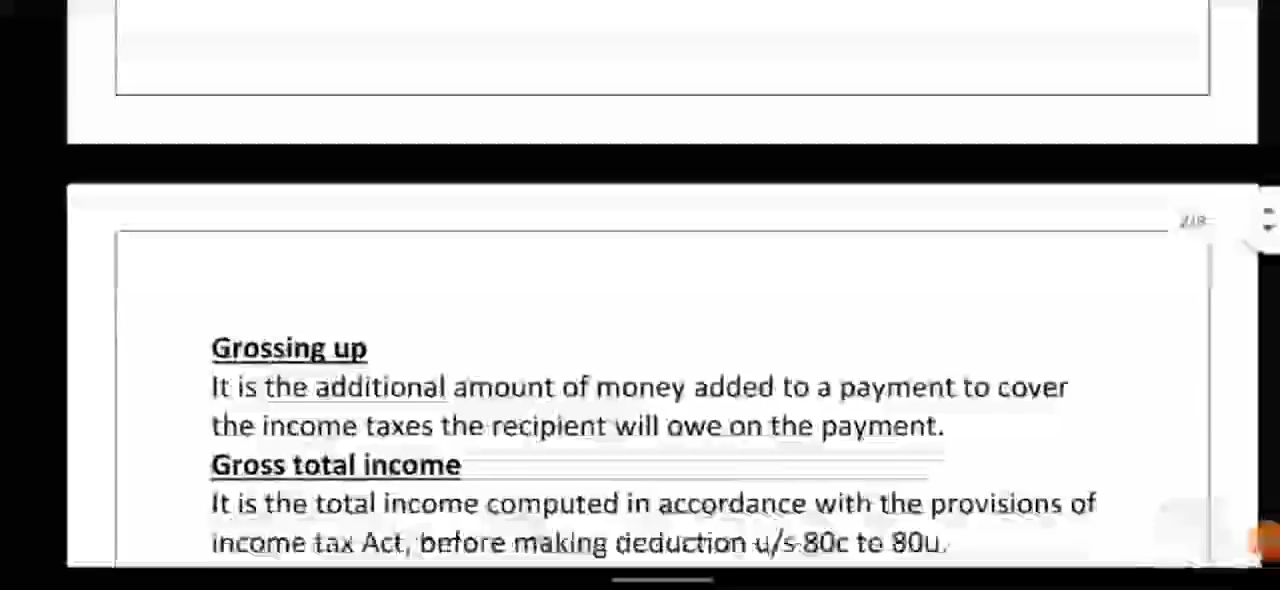 2/8
Grossing up
It is the additional amount of money added to a payment to cover
the income taxes the recipient will owe on the payment.
Gross total income
It is the total income computed in accordance with the provisions of
income tax Act, before making deduction u/s 80c to 80u.